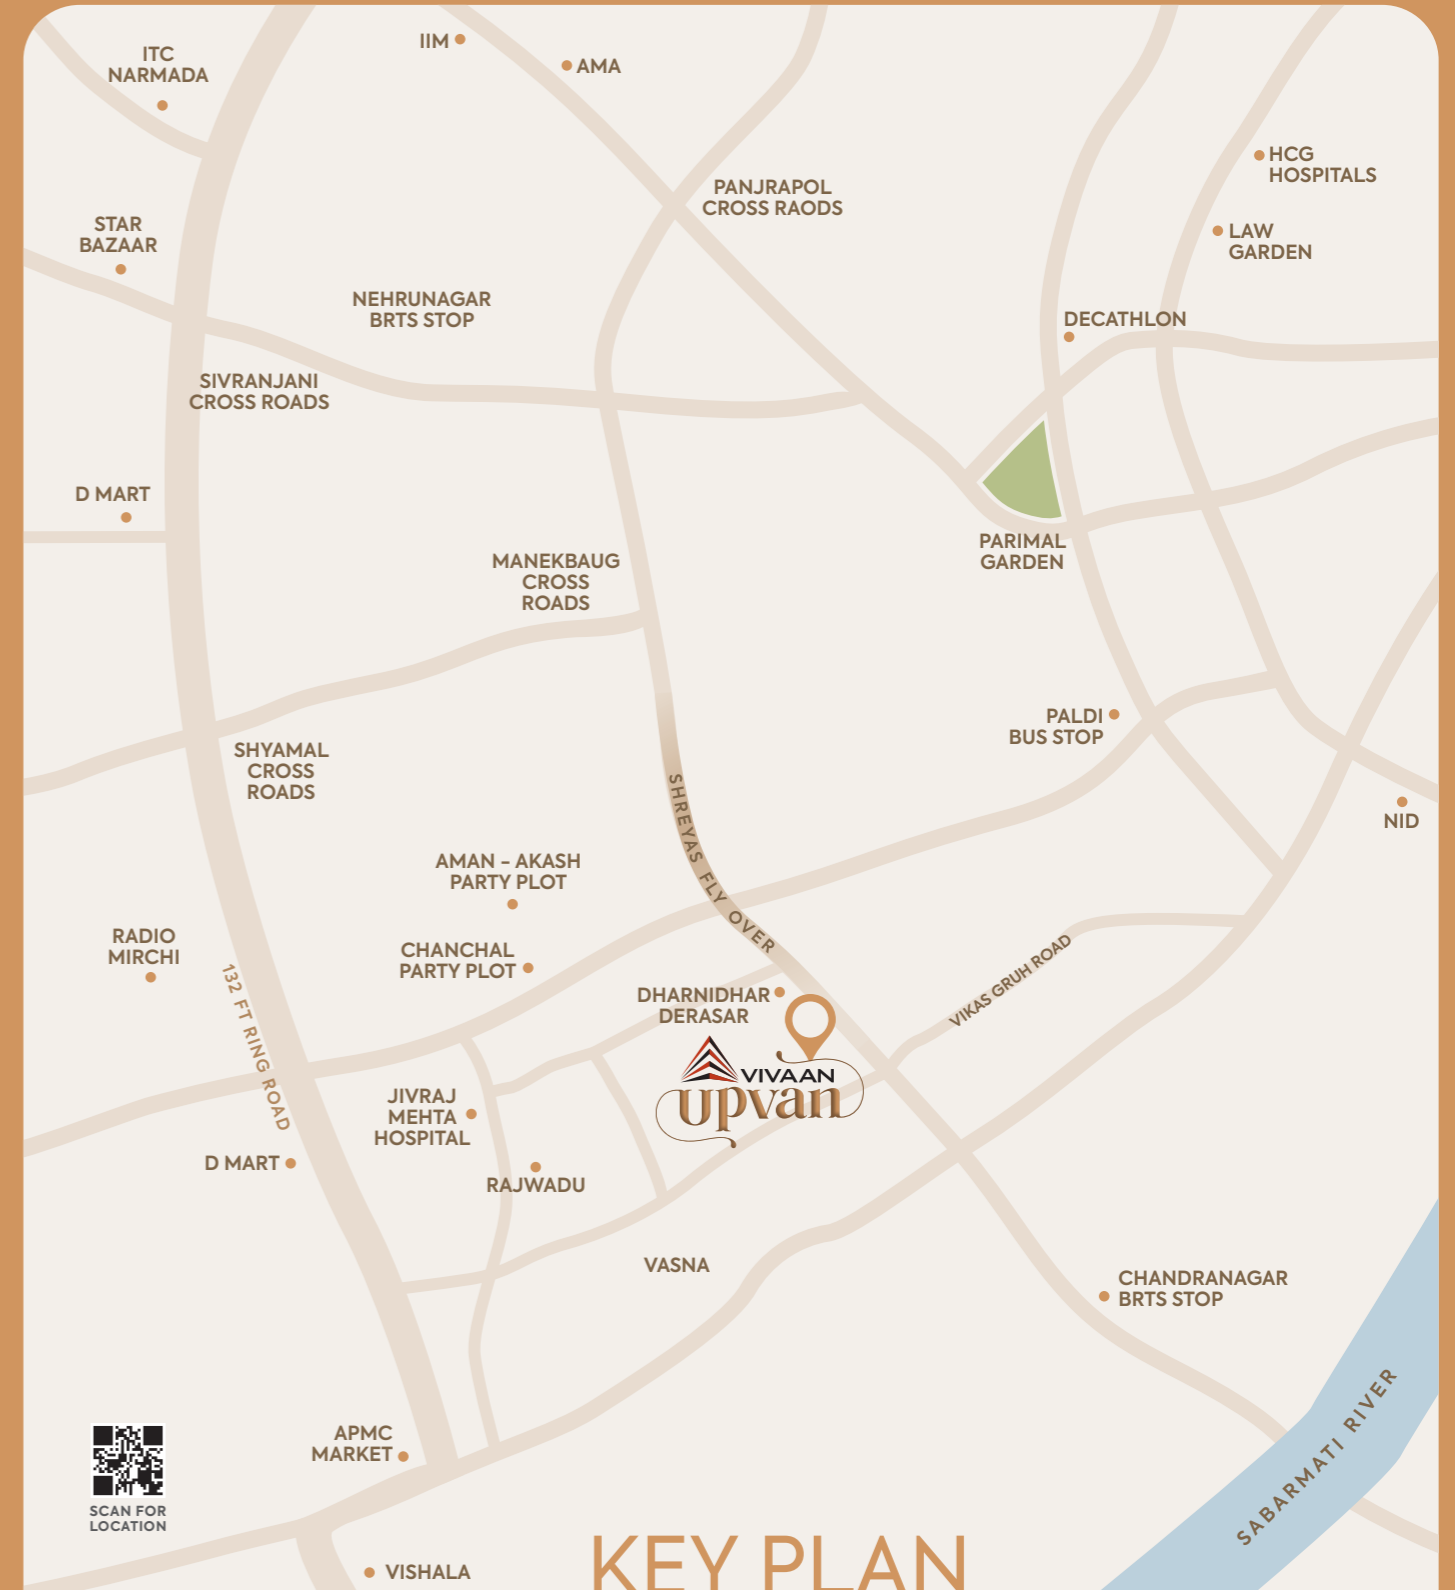 ITC
NARMADA
IIM
AMA
HCG
HOSPITALS
PANJRAPOL
CROSS RAODS
STAR
BAZAAR
LAW
GARDEN
NEHRUNAGAR
BRTS STOP
DECATHLON
SIVRANJANI
CROSS ROADS
D MART
MANEKBAUG
CROSS
ROADS
PARIMAL
GARDEN
PALDI
BUS STOP
SHYAMAL
CROSS
ROADS
SHREYAS FLY OVER
NID
AMAN - AKASH
PARTY PLOT
RADIO
MIRCHI
CHANCHAL
PARTY PLOT
VIKAS GRUH ROAD
132 FT RING ROAD
DHARNIDHAR
DERASAR
VIVAAN
upvan
JIVRAJ
MEHTA
HOSPITAL
D MART
RAJWADU
VASNA
CHANDRANAGAR
BRTS STOP
SABARMATI RIVER
APMC
MARKET
SCAN FOR
LOCATION
KEY PLAN
VISHALA